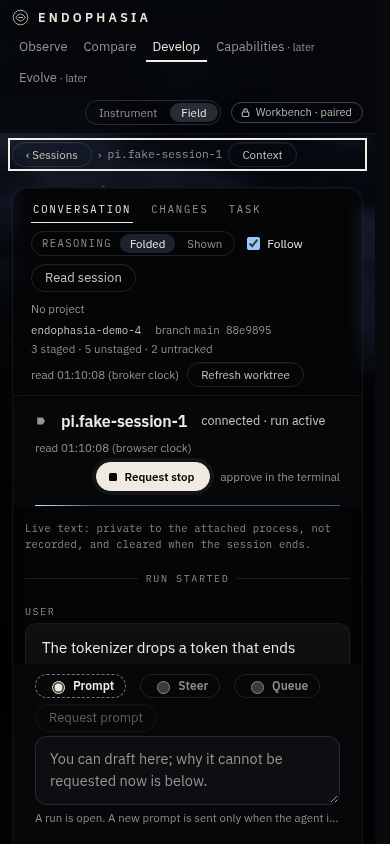 ENDOPHASIA
Observe Compare Develop Capabilities · later
Evolve · later
Instrument Field Workbench · paired
‹ Sessions › pi.fake-session-1 Context
CONVERSATION CHANGES TASK
REASONING Folded Shown Follow
Read session
No project
endophasia-demo-4 branch main 88e9895
3 staged · 5 unstaged · 2 untracked
read 01:10:08 (broker clock) Refresh worktree
pi.fake-session-1 connected · run active
read 01:10:08 (browser clock)
Request stop approve in the terminal
Live text: private to the attached process, not
recorded, and cleared when the session ends.
RUN STARTED
USER
The tokenizer drops a token that ends
Prompt Steer Queue
Request prompt
You can draft here; why it cannot be
requested now is below.
A run is open. A new prompt is sent only when the agent i...